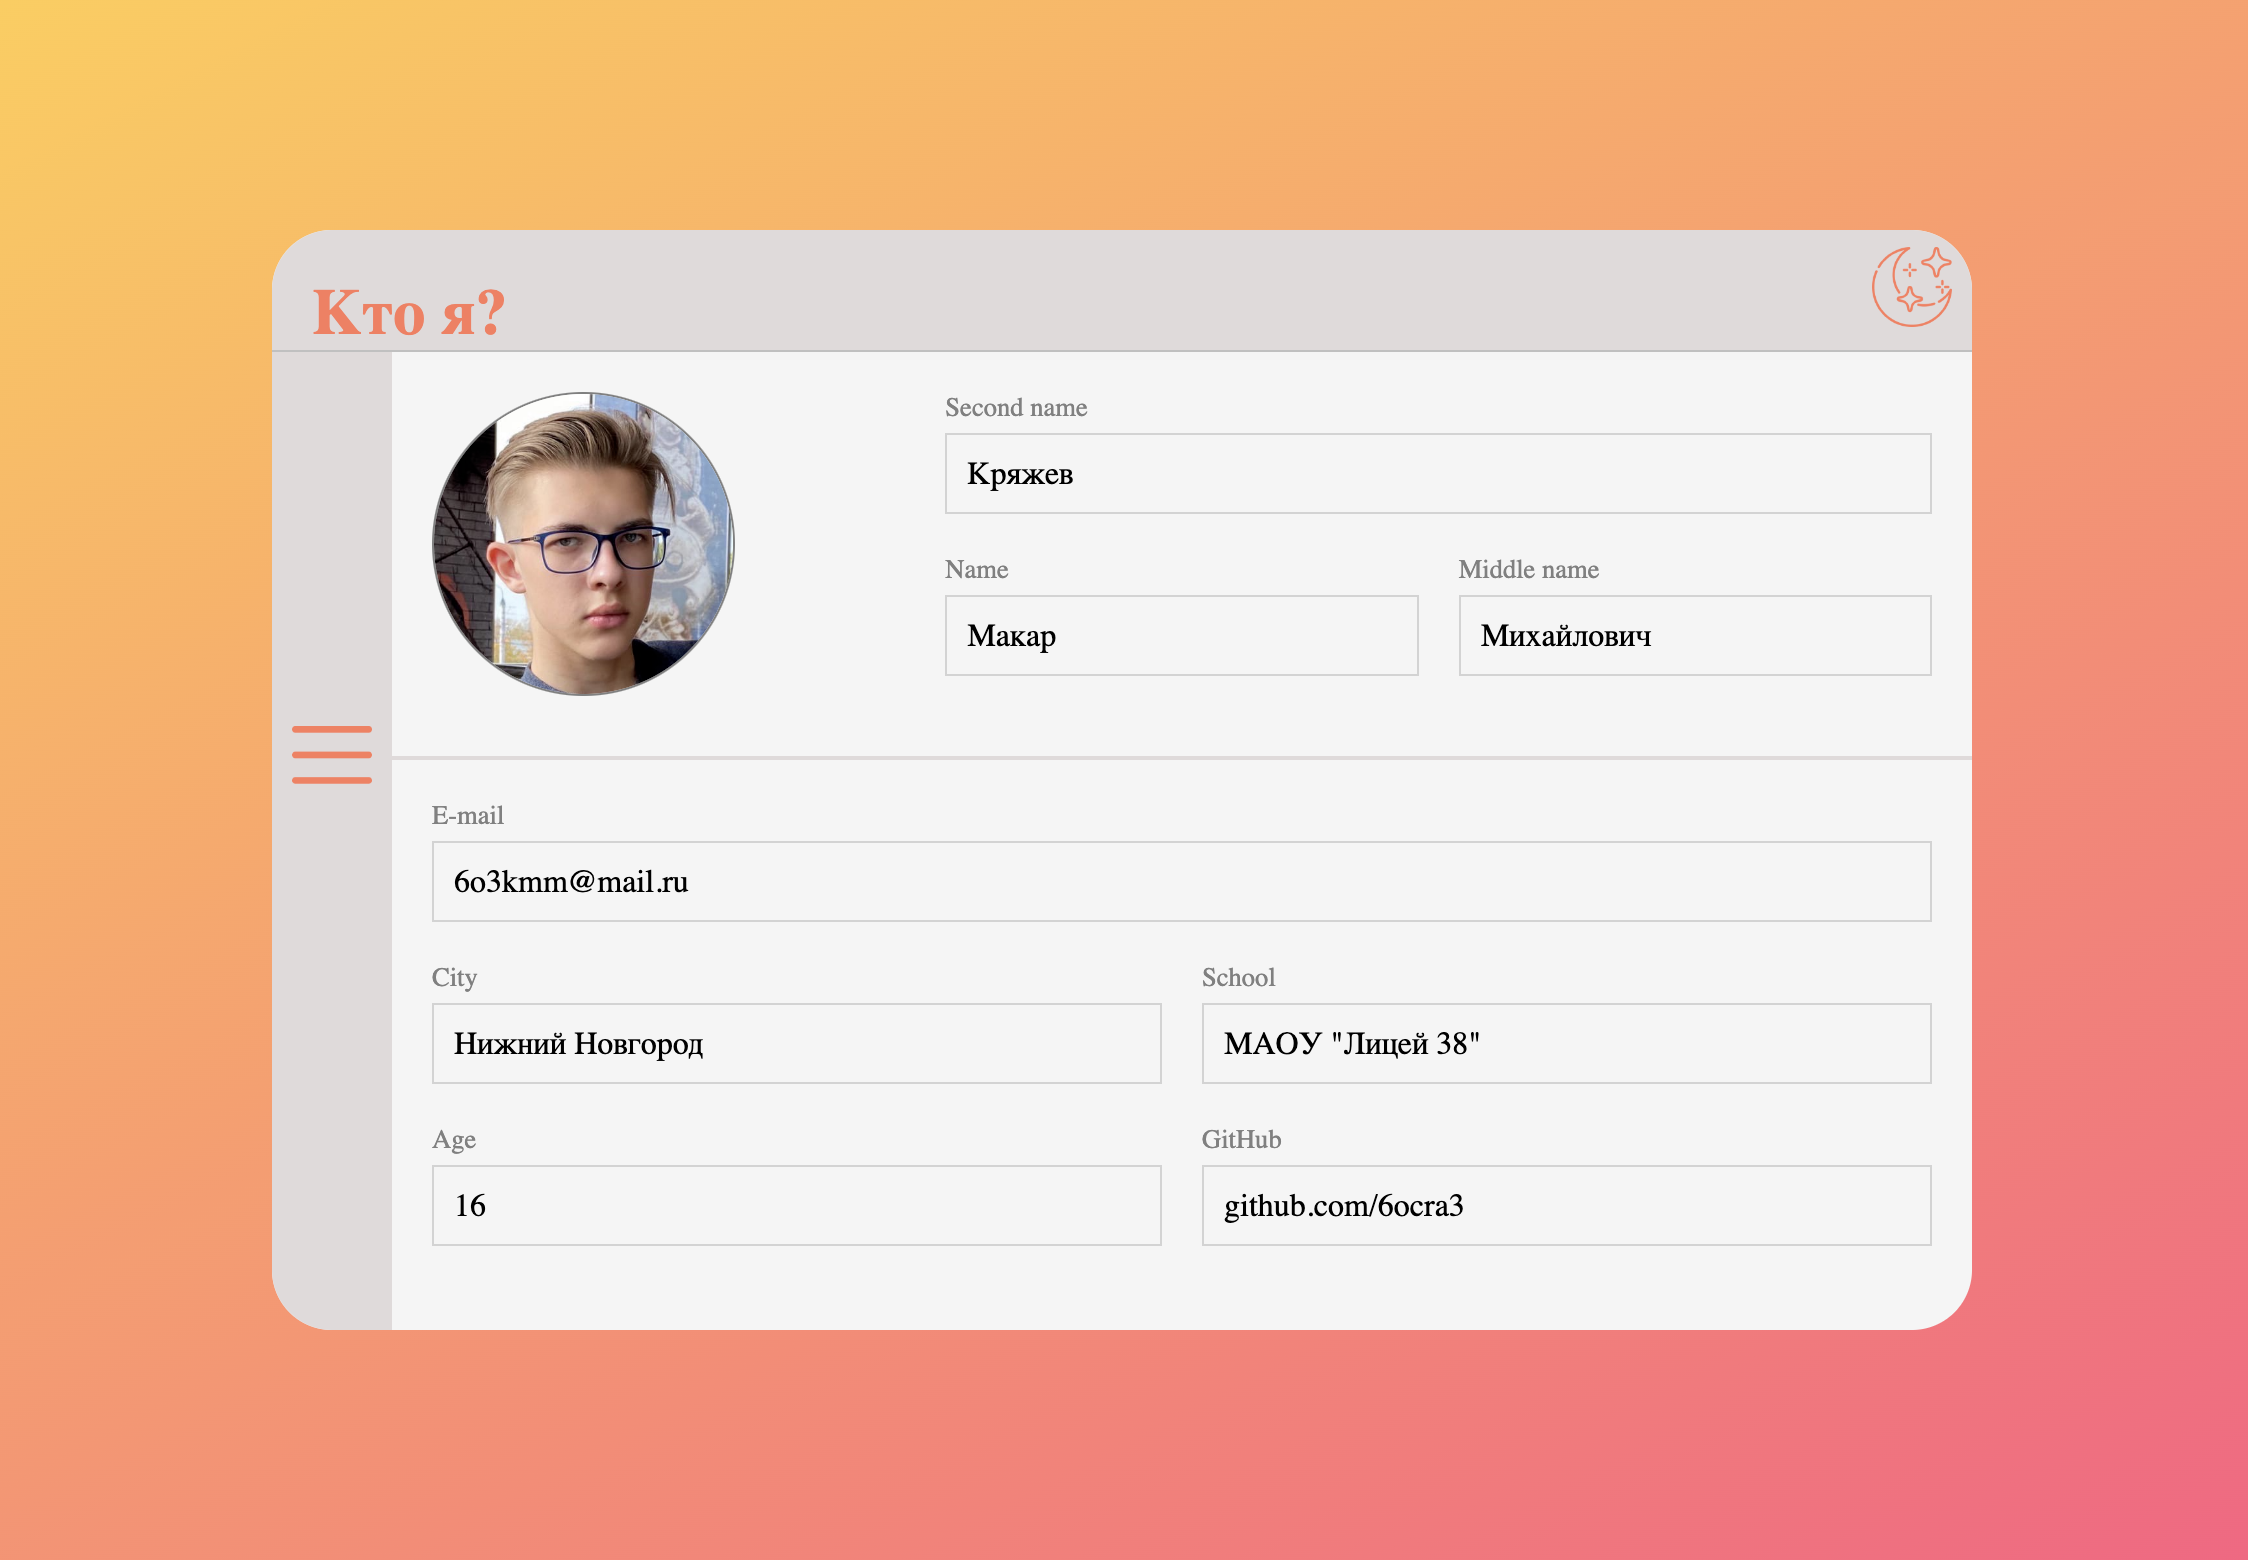 Кто я?
Second name
Кряжев
Name
Middle name
Макар
Михайлович
E-mail
6o3kmm@mail.ru
City
School
Нижний Новгород
МАОУ "Лицей 38"
Age
GitHub
16
github.com/6ocra3